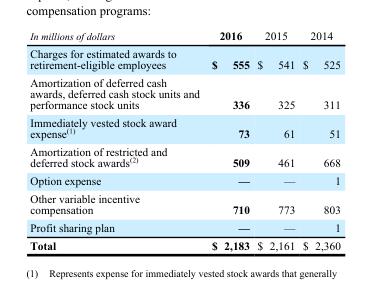 compensation programs:
In millions of dollars 2016 2015 2014
Charges for estimated awards to
retirement-eligible employees $ 555 $ 541 $ 525
Amortization of deferred cash
awards, deferred cash stock units and
performance stock units 336 325 311
Immediately vested stock award
expense(1) 73 61 51
Amortization of restricted and
deferred stock awards(2) 509 461 668
Option expense — — 1
Other variable incentive
compensation 710 773 803
Profit sharing plan — — 1
Total $ 2,183 $ 2,161 $ 2,360
(1) Represents expense for immediately vested stock awards that generally